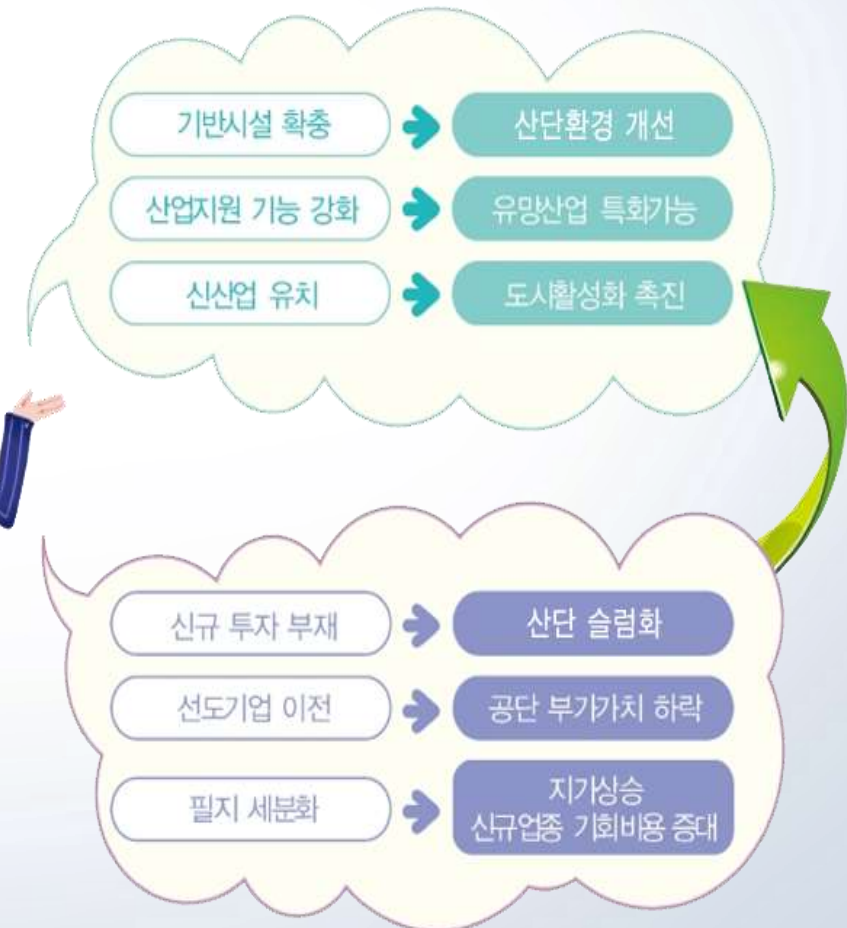 기반시설 확충
산단환경 개선
산업지원 기능 강화
유망산업 특화가능
신산업 유치
도시활성화 촉진
신규 투자 부재
산단 슬럼화
선도기업 이전
공단 부가가치 하락
필지 세분화
지가상승
신규업종 기회비용 증대